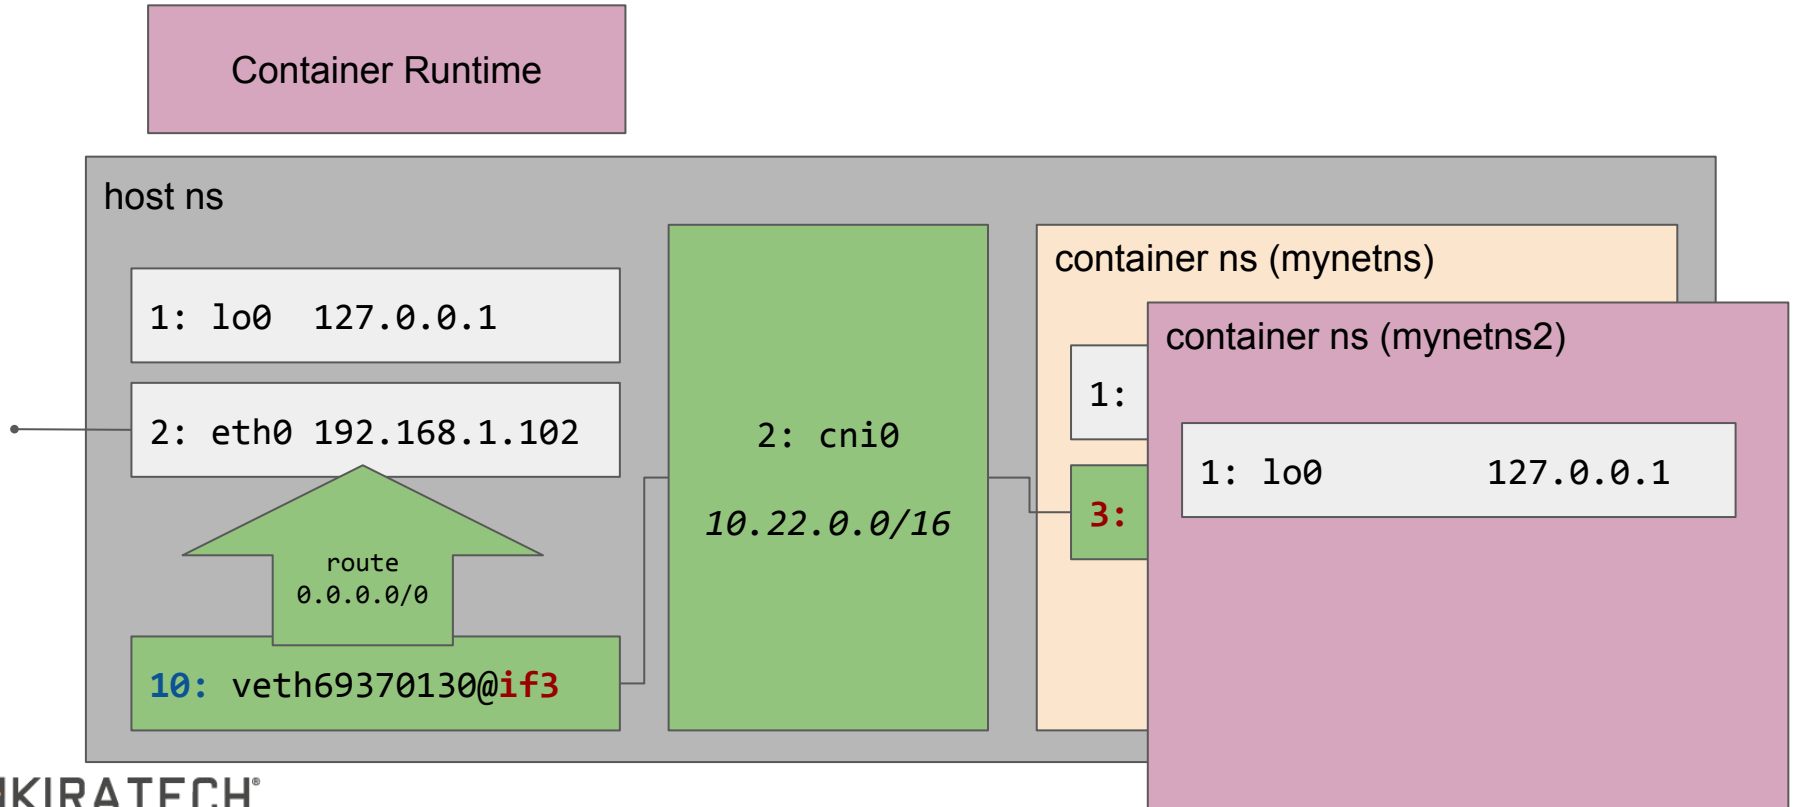 Container Runtime
host ns
1: lo0 127.0.0.1
2: eth0 192.168.1.102
route
0.0.0.0/0
10: veth69370130@if3
2: cni0
10.22.0.0/16
container ns (mynetns)
1:
3:
container ns (mynetns2)
1: lo0 127.0.0.1
KIRATECH®